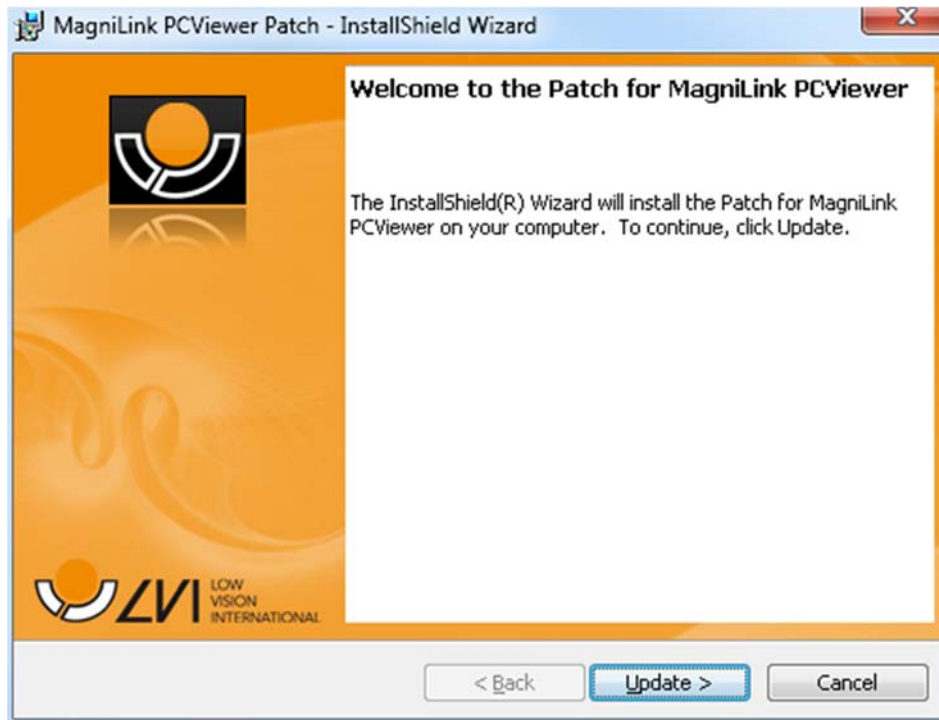 MagniLink PCViewer Patch - InstallShield Wizard
X
Welcome to the Patch for MagniLink PCViewer
The InstallShield(R) Wizard will install the Patch for MagniLink
PCViewer on your computer.  To continue, click Update.
LVI
LOW
VISION
INTERNATIONAL
< Back
Update >
Cancel